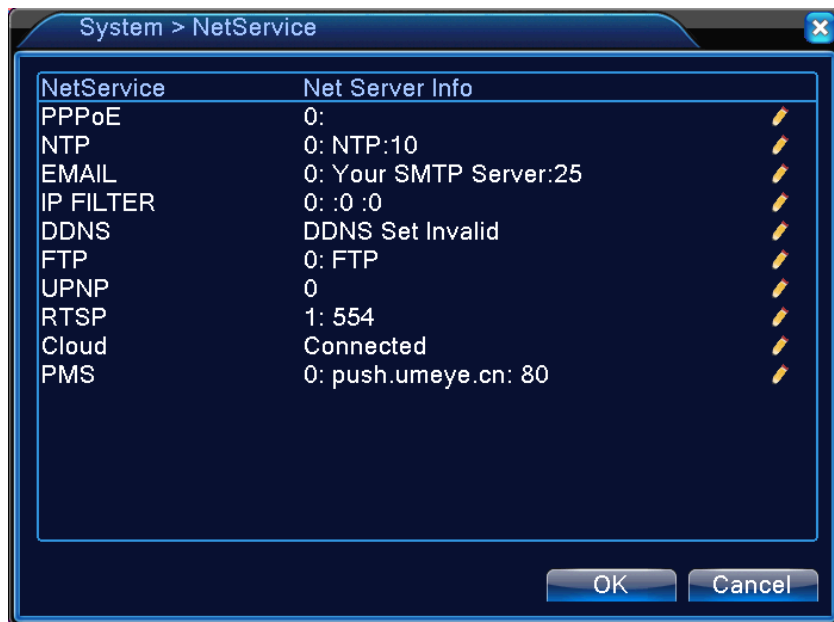 System > NetService
NetService Net Server Info
PPPoE 0:
NTP 0: NTP:10
EMAIL 0: Your SMTP Server:25
IP FILTER 0: :0 :0
DDNS DDNS Set Invalid
FTP 0: FTP
UPNP 0
RTSP 1: 554
Cloud Connected
PMS 0: push.umeye.cn: 80
OK Cancel